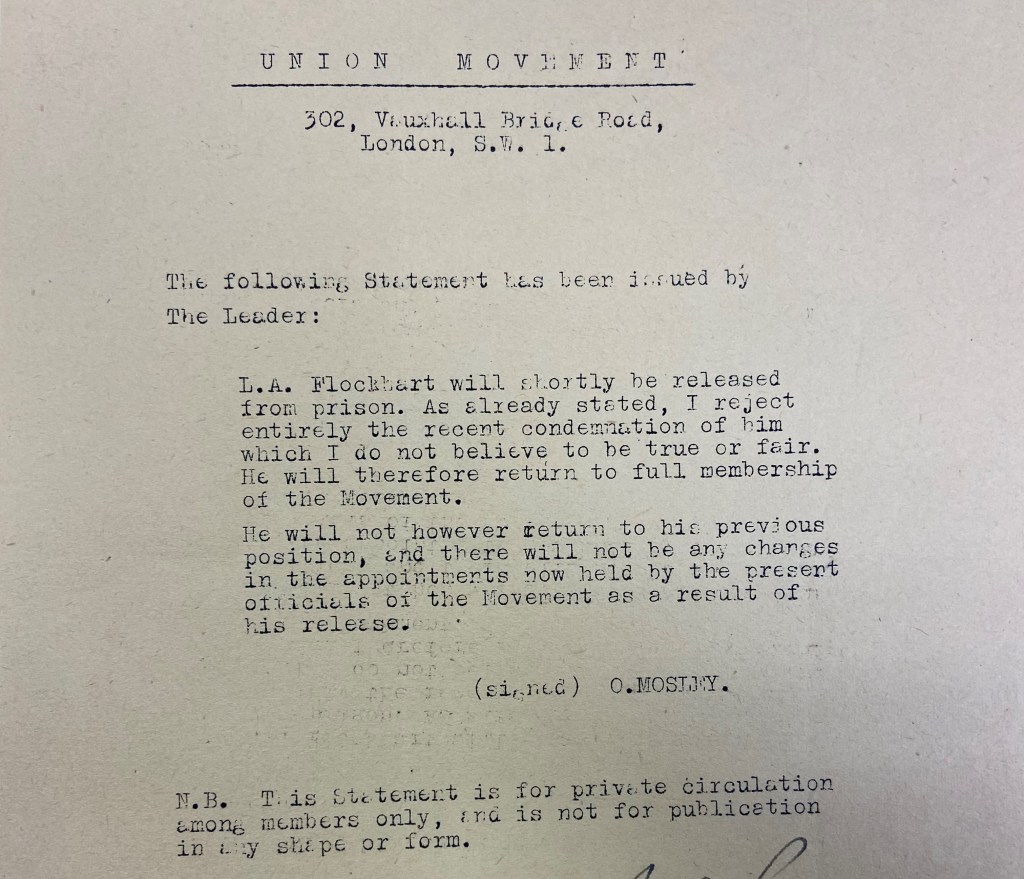 UNION MOVEMENT
302, Vauxhall Bridge Road,
London, S.W. 1.
The following Statement has been issued by
The Leader:
L.A. Flockhart will shortly be released
from prison. As already stated, I reject
entirely the recent condemnation of him
which I do not believe to be true or fair.
He will therefore return to full membership
of the Movement.
He will not however return to his previous
position, and there will not be any changes
in the appointments now held by the present
officials of the Movement as a result of
his release.
(signed) O.MOSLEY.
N.B. This Statement is for private circulation
among members only, and is not for publication
in any shape or form.